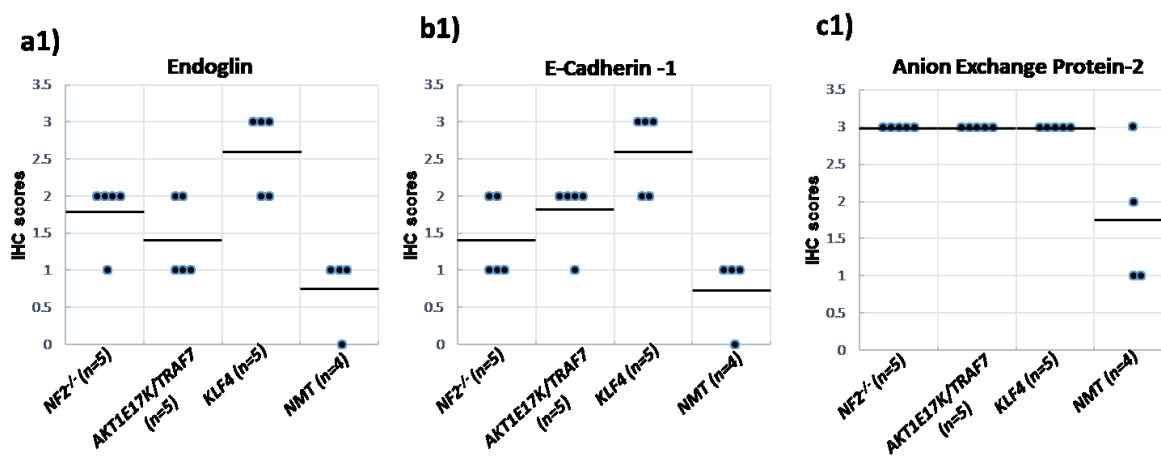 a1)
Endoglin
IHC scores
3.5
3
2.5
2
1.5
1
0.5
0
NF2-/- (n=5)
AKT1E17K/TRAF7
(n=5)
KLF4 (n=5)
NMT (n=4)
b1)
E-Cadherin -1
IHC scores
3.5
3
2.5
2
1.5
1
0.5
0
NF2-/- (n=5)
AKT1E17K/TRAF7
(n=5)
KLF4 (n=5)
NMT (n=4)
c1)
Anion Exchange Protein-2
IHC scores
3.5
3
2.5
2
1.5
1
0.5
0
NF2-/- (n=5)
AKT1E17K/TRAF7
(n=5)
KLF4 (n=5)
NMT (n=4)